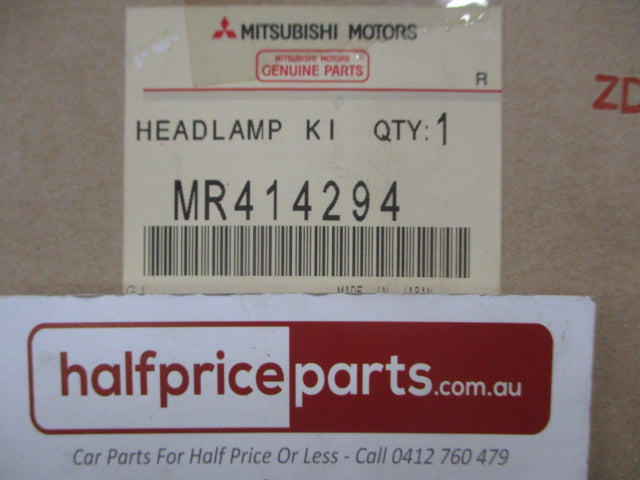 MITSUBISHI MOTORS
MITSUBISHI MOTORS
GENUINE PARTS
R
ZD
HEADLAMP KI QTY:1
MR414294
GJ MADE IN JAPAN
halfpriceparts.com.au
Car Parts For Half Price Or Less - Call 0412 760 479